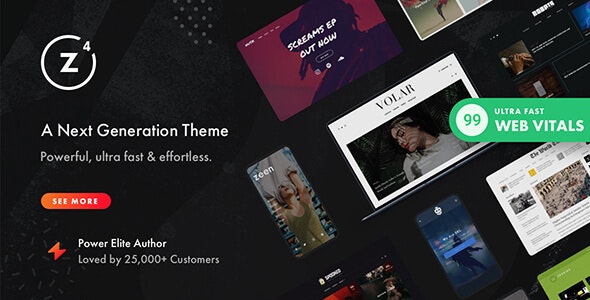 z 4
A Next Generation Theme
Powerful, ultra fast & effortless.
SEE MORE
Power Elite Author
Loved by 25,000+ Customers
SCREAMS EP
OUT NOW
VOLAR
zeen
99
ULTRA FAST
WEB VITALS